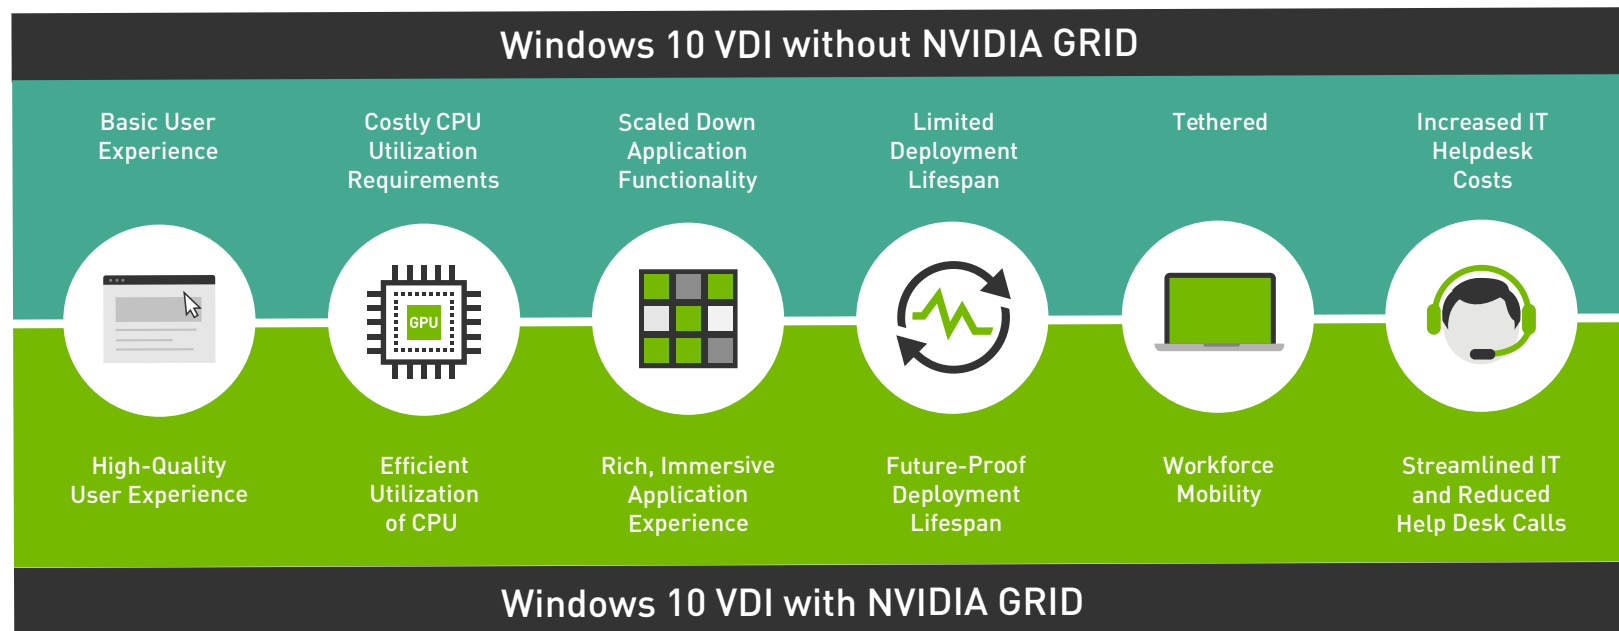 Windows 10 VDI without NVIDIA GRID
Basic User
Experience
Costly CPU
Utilization
Requirements
Scaled Down
Application
Functionality
Limited
Deployment
Lifespan
Tethered
Increased IT
Helpdesk
Costs
GPU
High-Quality
User Experience
Efficient
Utilization
of CPU
Rich, Immersive
Application
Experience
Future-Proof
Deployment
Lifespan
Workforce
Mobility
Streamlined IT
and Reduced
Help Desk Calls
Windows 10 VDI with NVIDIA GRID